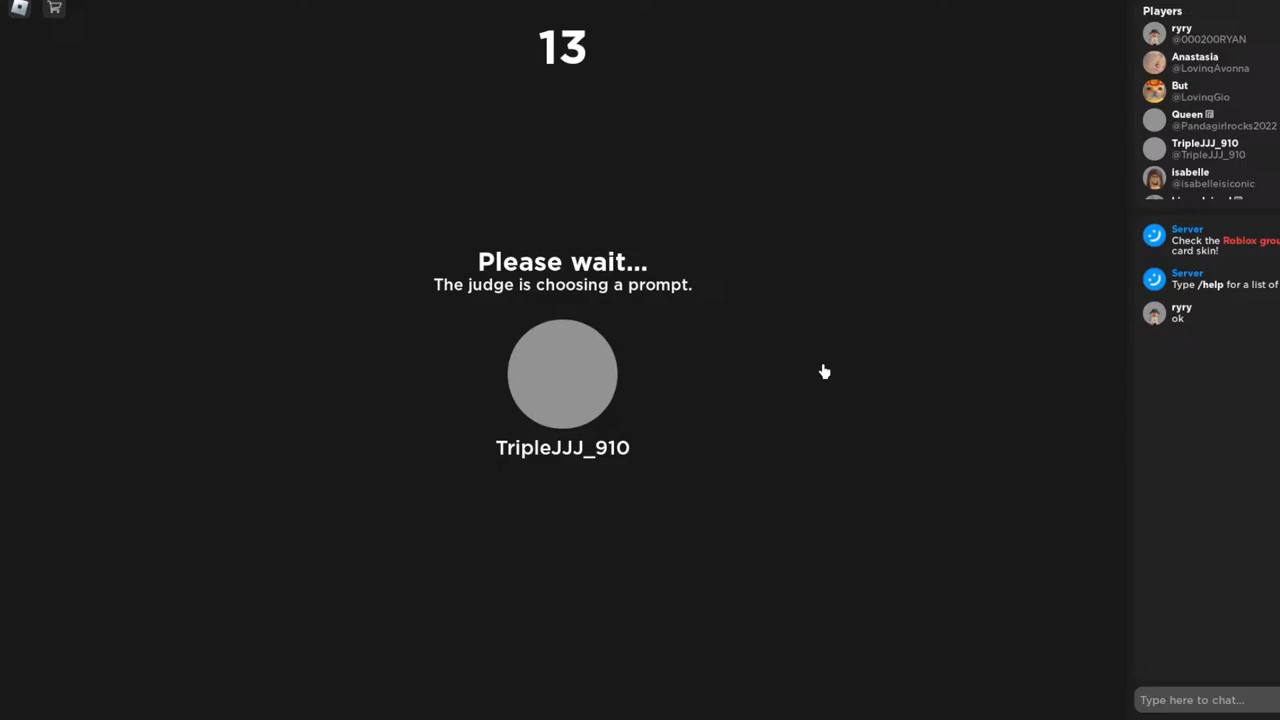 13
Please wait...
The judge is choosing a prompt.
TripleJJJ_910
Players
ryry
@000200RYAN
Anastasia
@LovingAvonna
But
@LovingGio
Queen
@Pandagirlrocks2022
TripleJJJ_910
@TripleJJJ_910
isabelle
@isabelleisiconic
Server
Check the Roblox grou
card skin!
Server
Type /help for a list of
ryry
ok
Type here to chat...